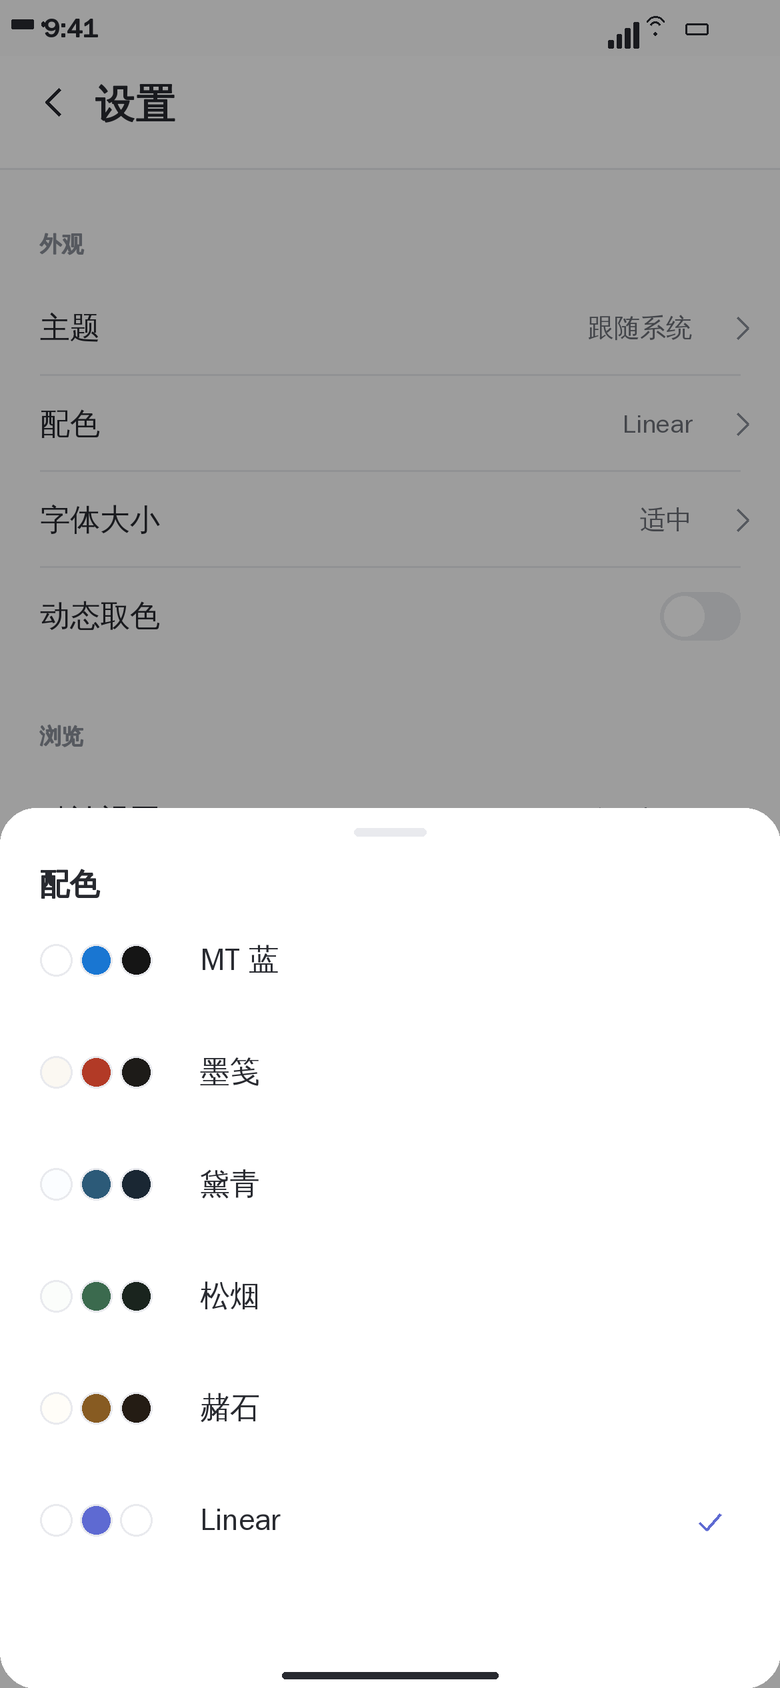 9:41
设置
外观
主题 跟随系统
配色 Linear
字体大小 适中
动态取色
浏览
配色
MT 蓝
墨笺
黛青
松烟
赭石
Linear